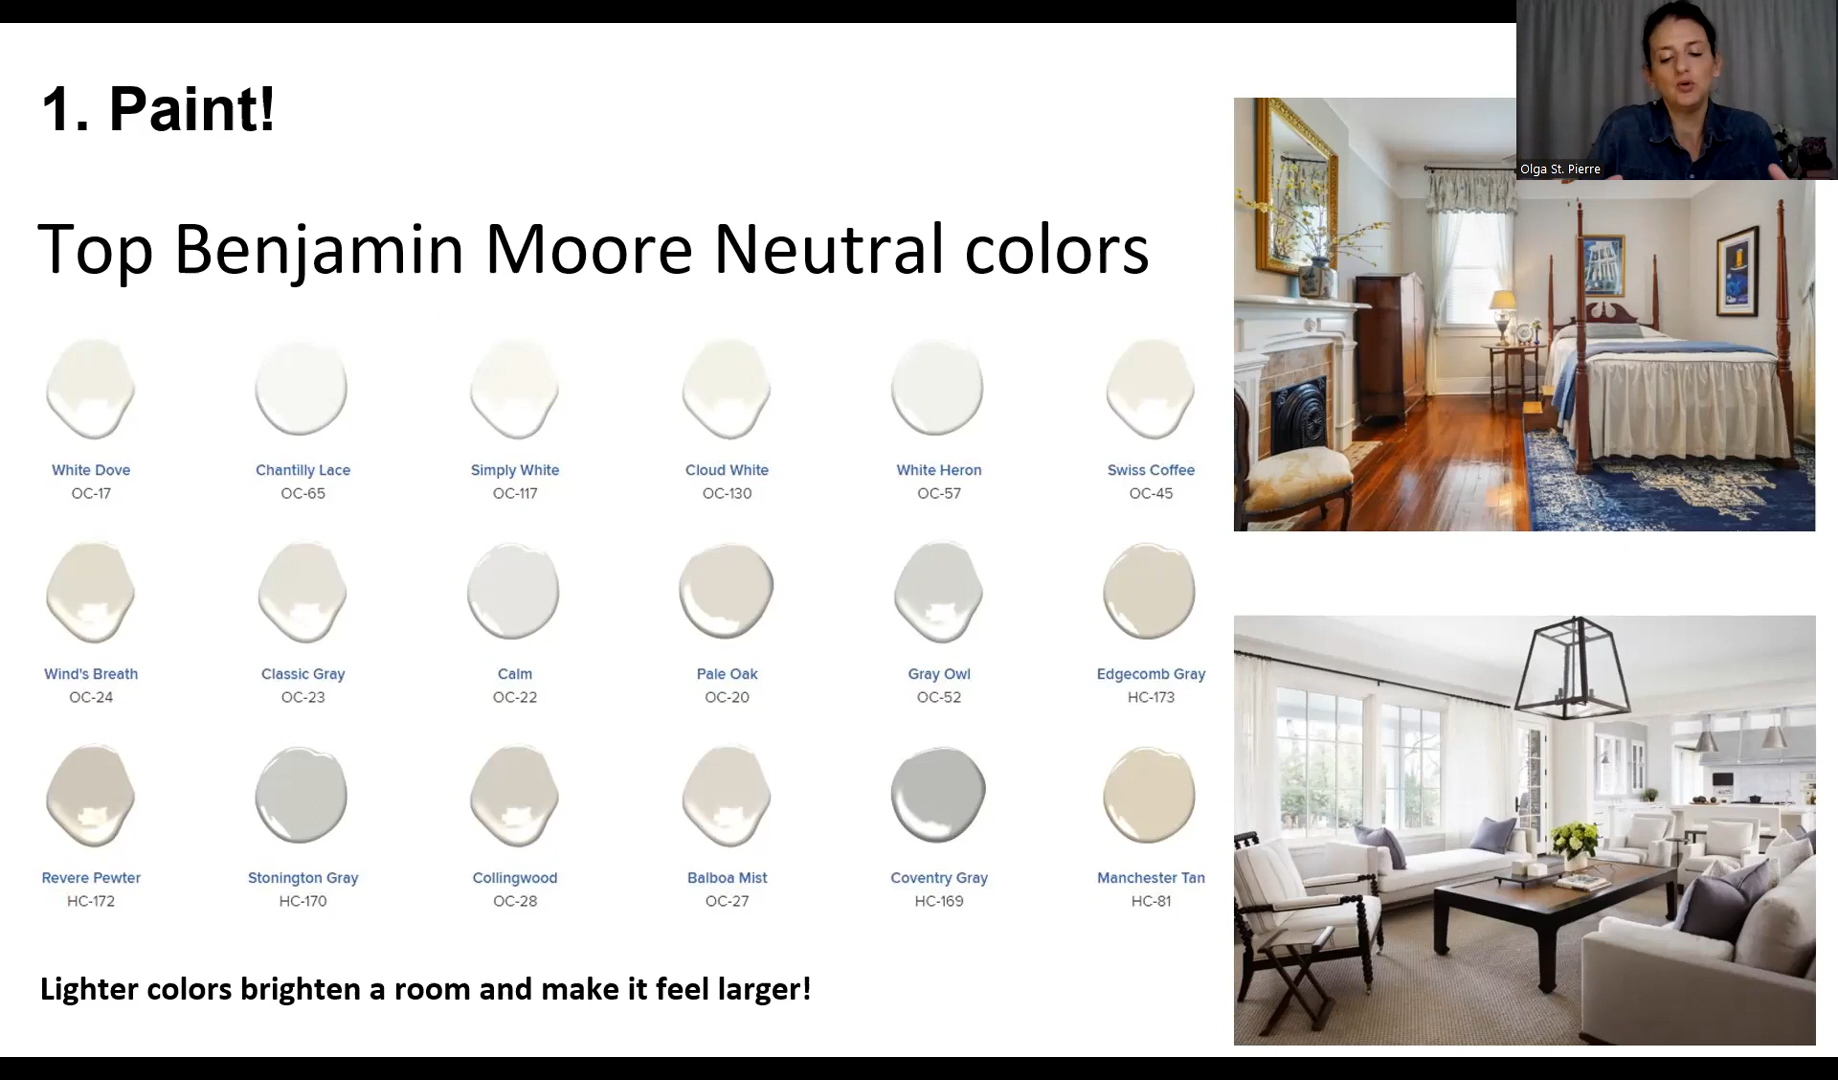 1. Paint!
Olga St. Pierre
Top Benjamin Moore Neutral colors
White Dove
OC-17
Chantilly Lace
OC-65
Simply White
OC-117
Cloud White
OC-130
White Heron
OC-57
Swiss Coffee
OC-45
Wind's Breath
OC-24
Classic Gray
OC-23
Calm
OC-22
Pale Oak
OC-20
Gray Owl
OC-52
Edgecomb Gray
HC-173
Revere Pewter
HC-172
Stonington Gray
HC-170
Collingwood
OC-28
Balboa Mist
OC-27
Coventry Gray
HC-169
Manchester Tan
HC-81
Lighter colors brighten a room and make it feel larger!